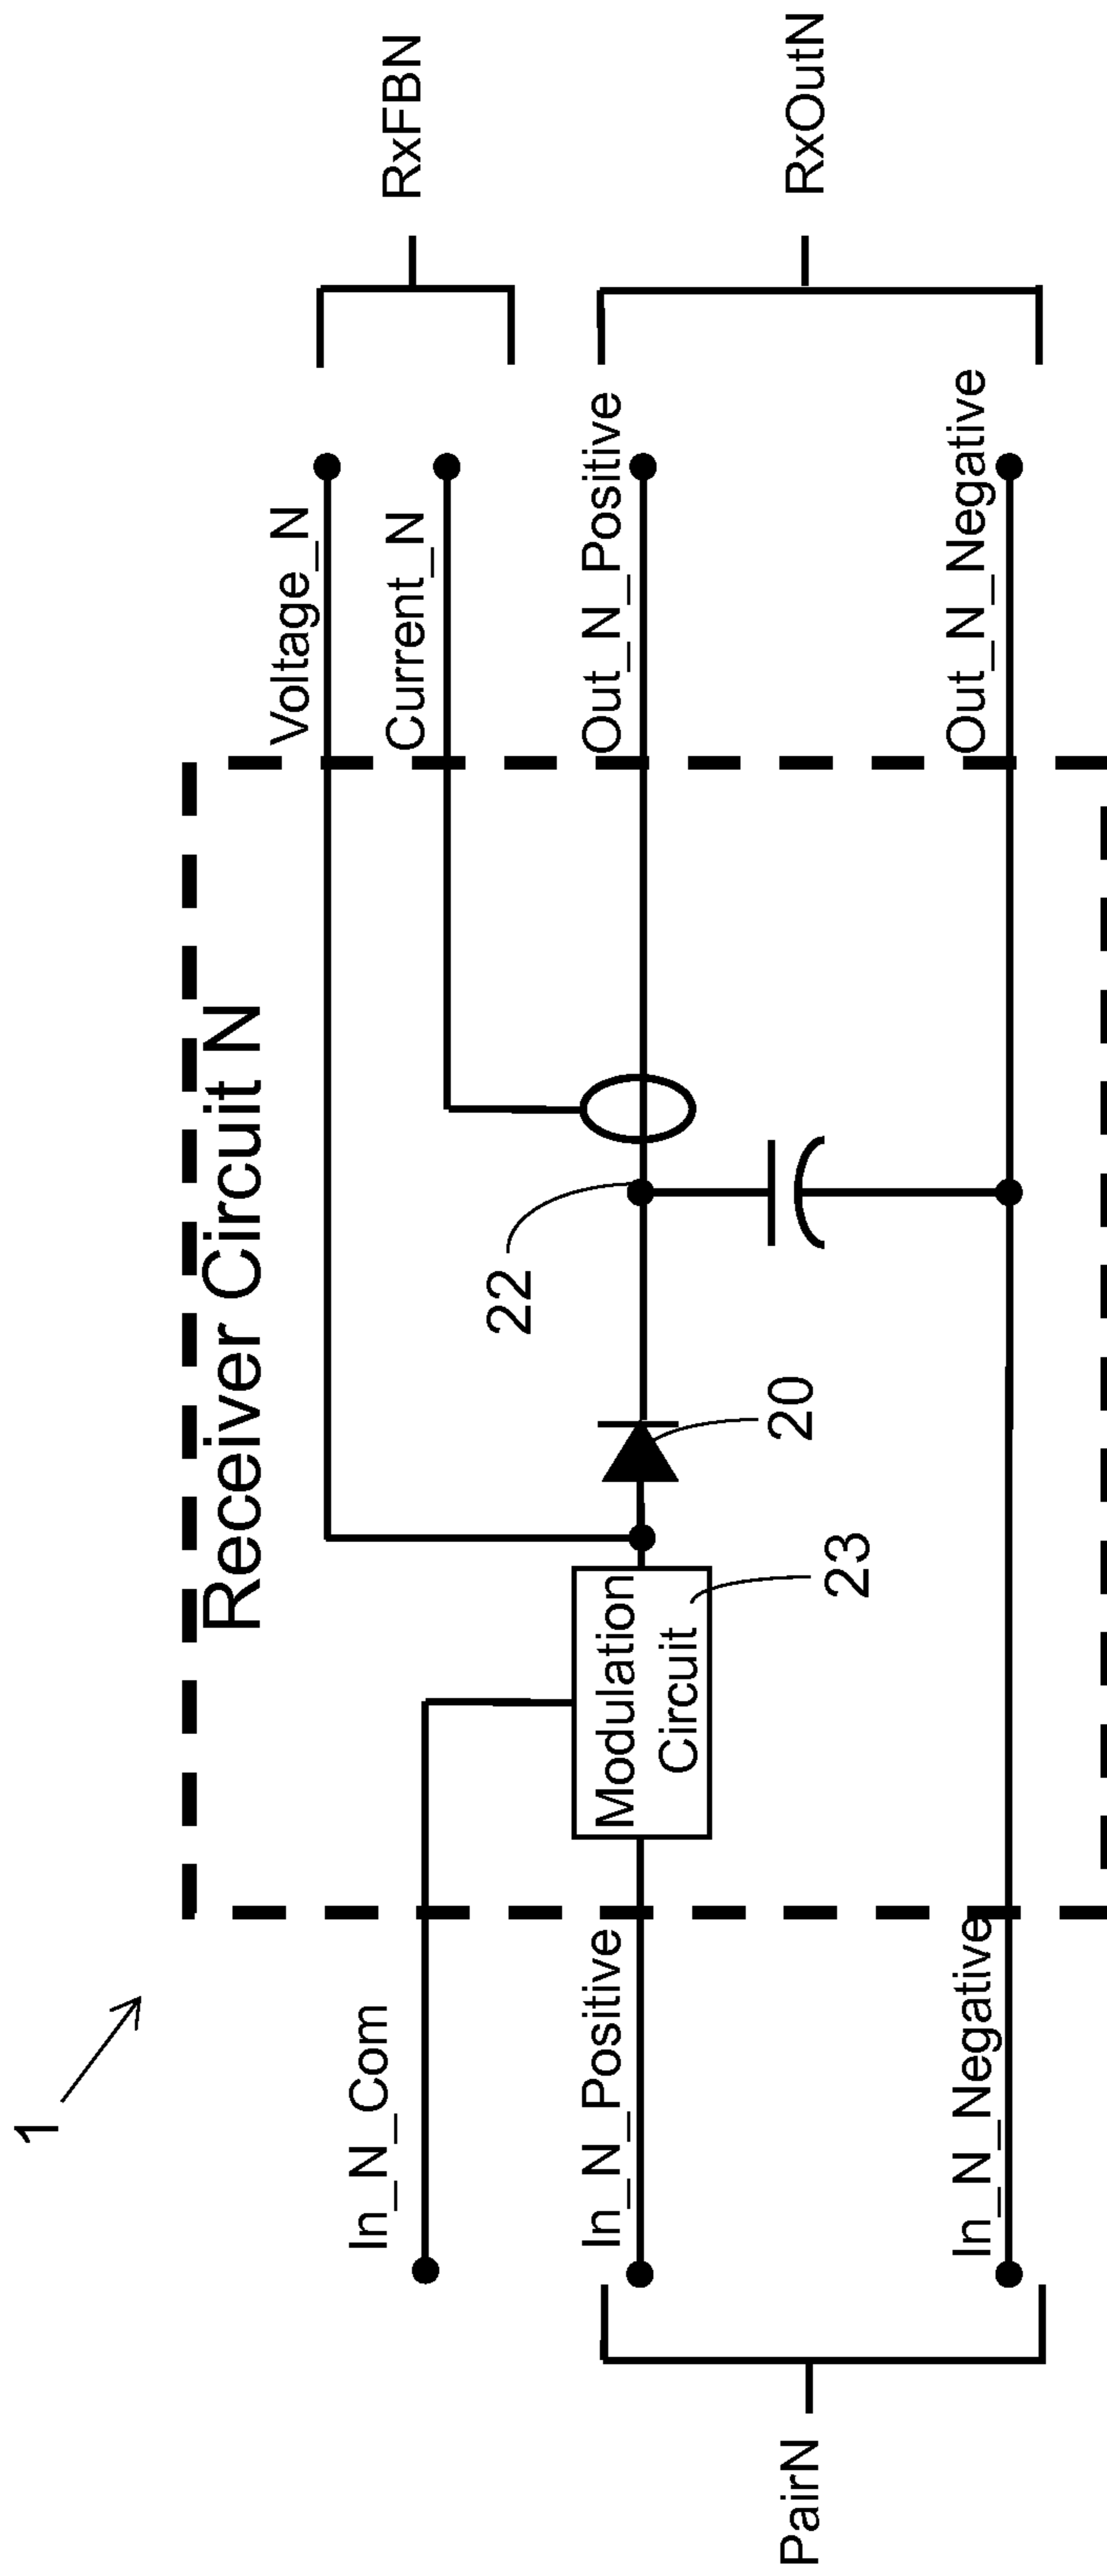 1
Receiver Circuit N
Voltage_N
RxFBN
In_N_Com
Current_N
22
In_N_Positive
Modulation
Circuit
Out_N_Positive
20
23
PairN
RxOutN
In_N_Negative
Out_N_Negative